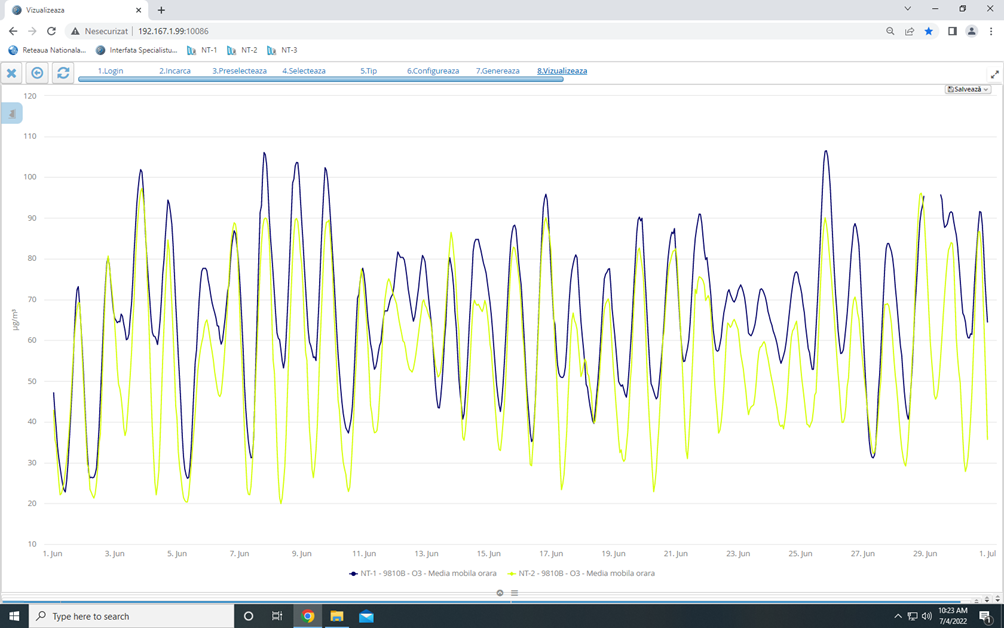 Vizualizeaza
Nesecurizat | 192.167.1.99:10086
Reteaua Nationala... Interfata Specialistu... NT-1 NT-2 NT-3
1.Login 2.Incarca 3.Preselecteaza 4.Selecteaza 5.Tip 6.Configureaza 7.Genereaza 8.Vizualizeaza
Salvează
120
110
100
90
80
70
60
50
40
30
20
10
µg/m³
1. Jun 3. Jun 5. Jun 7. Jun 9. Jun 11. Jun 13. Jun 15. Jun 17. Jun 19. Jun 21. Jun 23. Jun 25. Jun 27. Jun 29. Jun 1. Jul
NT-1 - 9810B - O3 - Media mobila orara NT-2 - 9810B - O3 - Media mobila orara
Type here to search
10:23 AM
7/4/2022
1